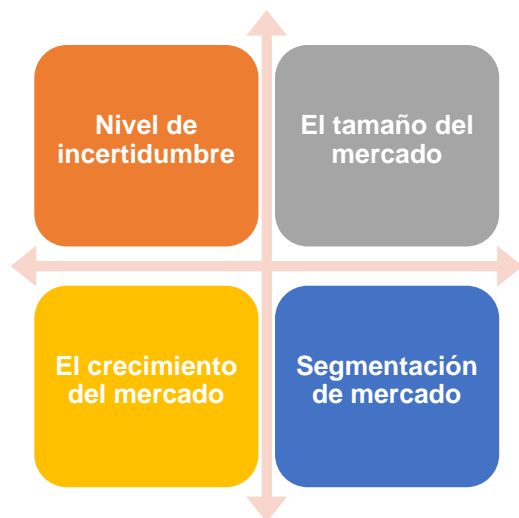 Nivel de
incertidumbre
El tamaño del
mercado
El crecimiento
del mercado
Segmentación
de mercado